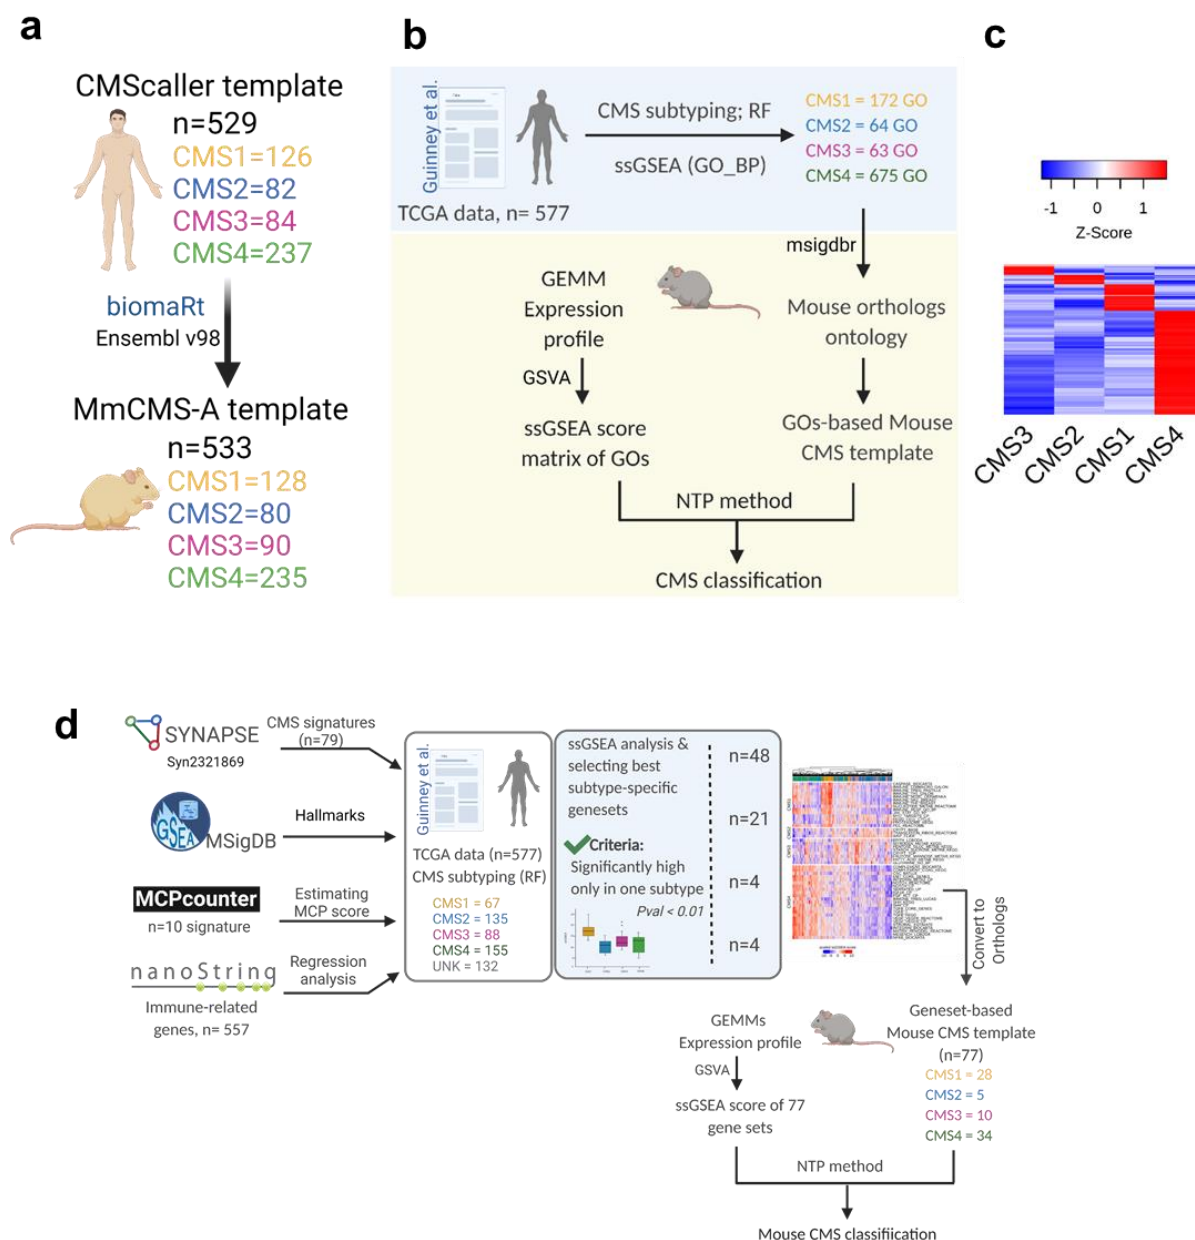 a
CMScaller template
n=529
CMS1=126
CMS2=82
CMS3=84
CMS4=237
biomaRt
Ensembl v98
MmCMS-A template
n=533
CMS1=128
CMS2=80
CMS3=90
CMS4=235
b
Guinney et al.
TCGA data, n= 577
CMS subtyping; RF
ssGSEA (GO_BP)
CMS1 = 172 GO
CMS2 = 64 GO
CMS3 = 63 GO
CMS4 = 675 GO
msigdbr
GEMM
Expression
profile
GSVA
ssGSEA score
matrix of GOs
Mouse orthologs
ontology
GOs-based Mouse
CMS template
NTP method
CMS classification
c
-1 0 1
Z-Score
CMS3
CMS2
CMS1
CMS4
d
SYNAPSE
Syn2321869
CMS signatures
(n=79)
GSEA
MSigDB
Hallmarks
MCPcounter
n=10 signature
Estimating
MCP score
nanoString
Immune-related
genes, n= 557
Regression
analysis
Guinney et al.
TCGA data (n=577)
CMS subtyping (RF)
CMS1 = 67
CMS2 = 135
CMS3 = 88
CMS4 = 155
UNK = 132
ssGSEA analysis &
selecting best
subtype-specific
genesets
Criteria:
Significantly high
only in one subtype
Pval < 0.01
n=48
n=21
n=4
n=4
Convert to
Orthologs
GEMMs
Expression profile
GSVA
ssGSEA score of 77
gene sets
Geneset-based
Mouse CMS template
(n=77)
CMS1 = 28
CMS2 = 5
CMS3 = 10
CMS4 = 34
NTP method
Mouse CMS classifiication